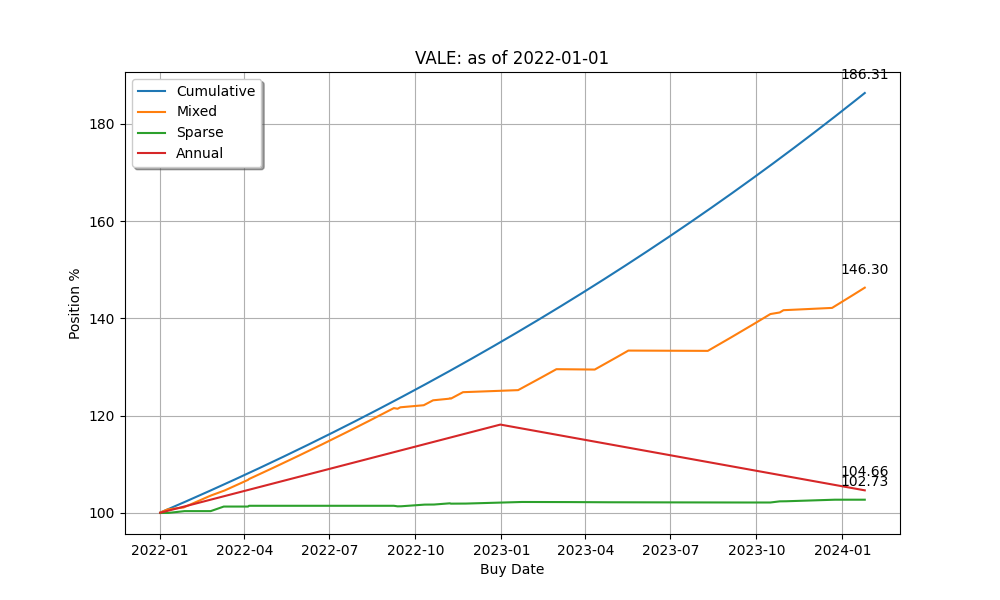 VALE: as of 2022-01-01
Cumulative
Mixed
Sparse
Annual
186.31
146.30
104.66
102.73
180
160
140
120
100
Position %
2022-01 2022-04 2022-07 2022-10 2023-01 2023-04 2023-07 2023-10 2024-01
Buy Date